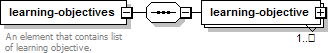 learning-objectives
learning-objective
An element that contains list
of learning objective.
1..